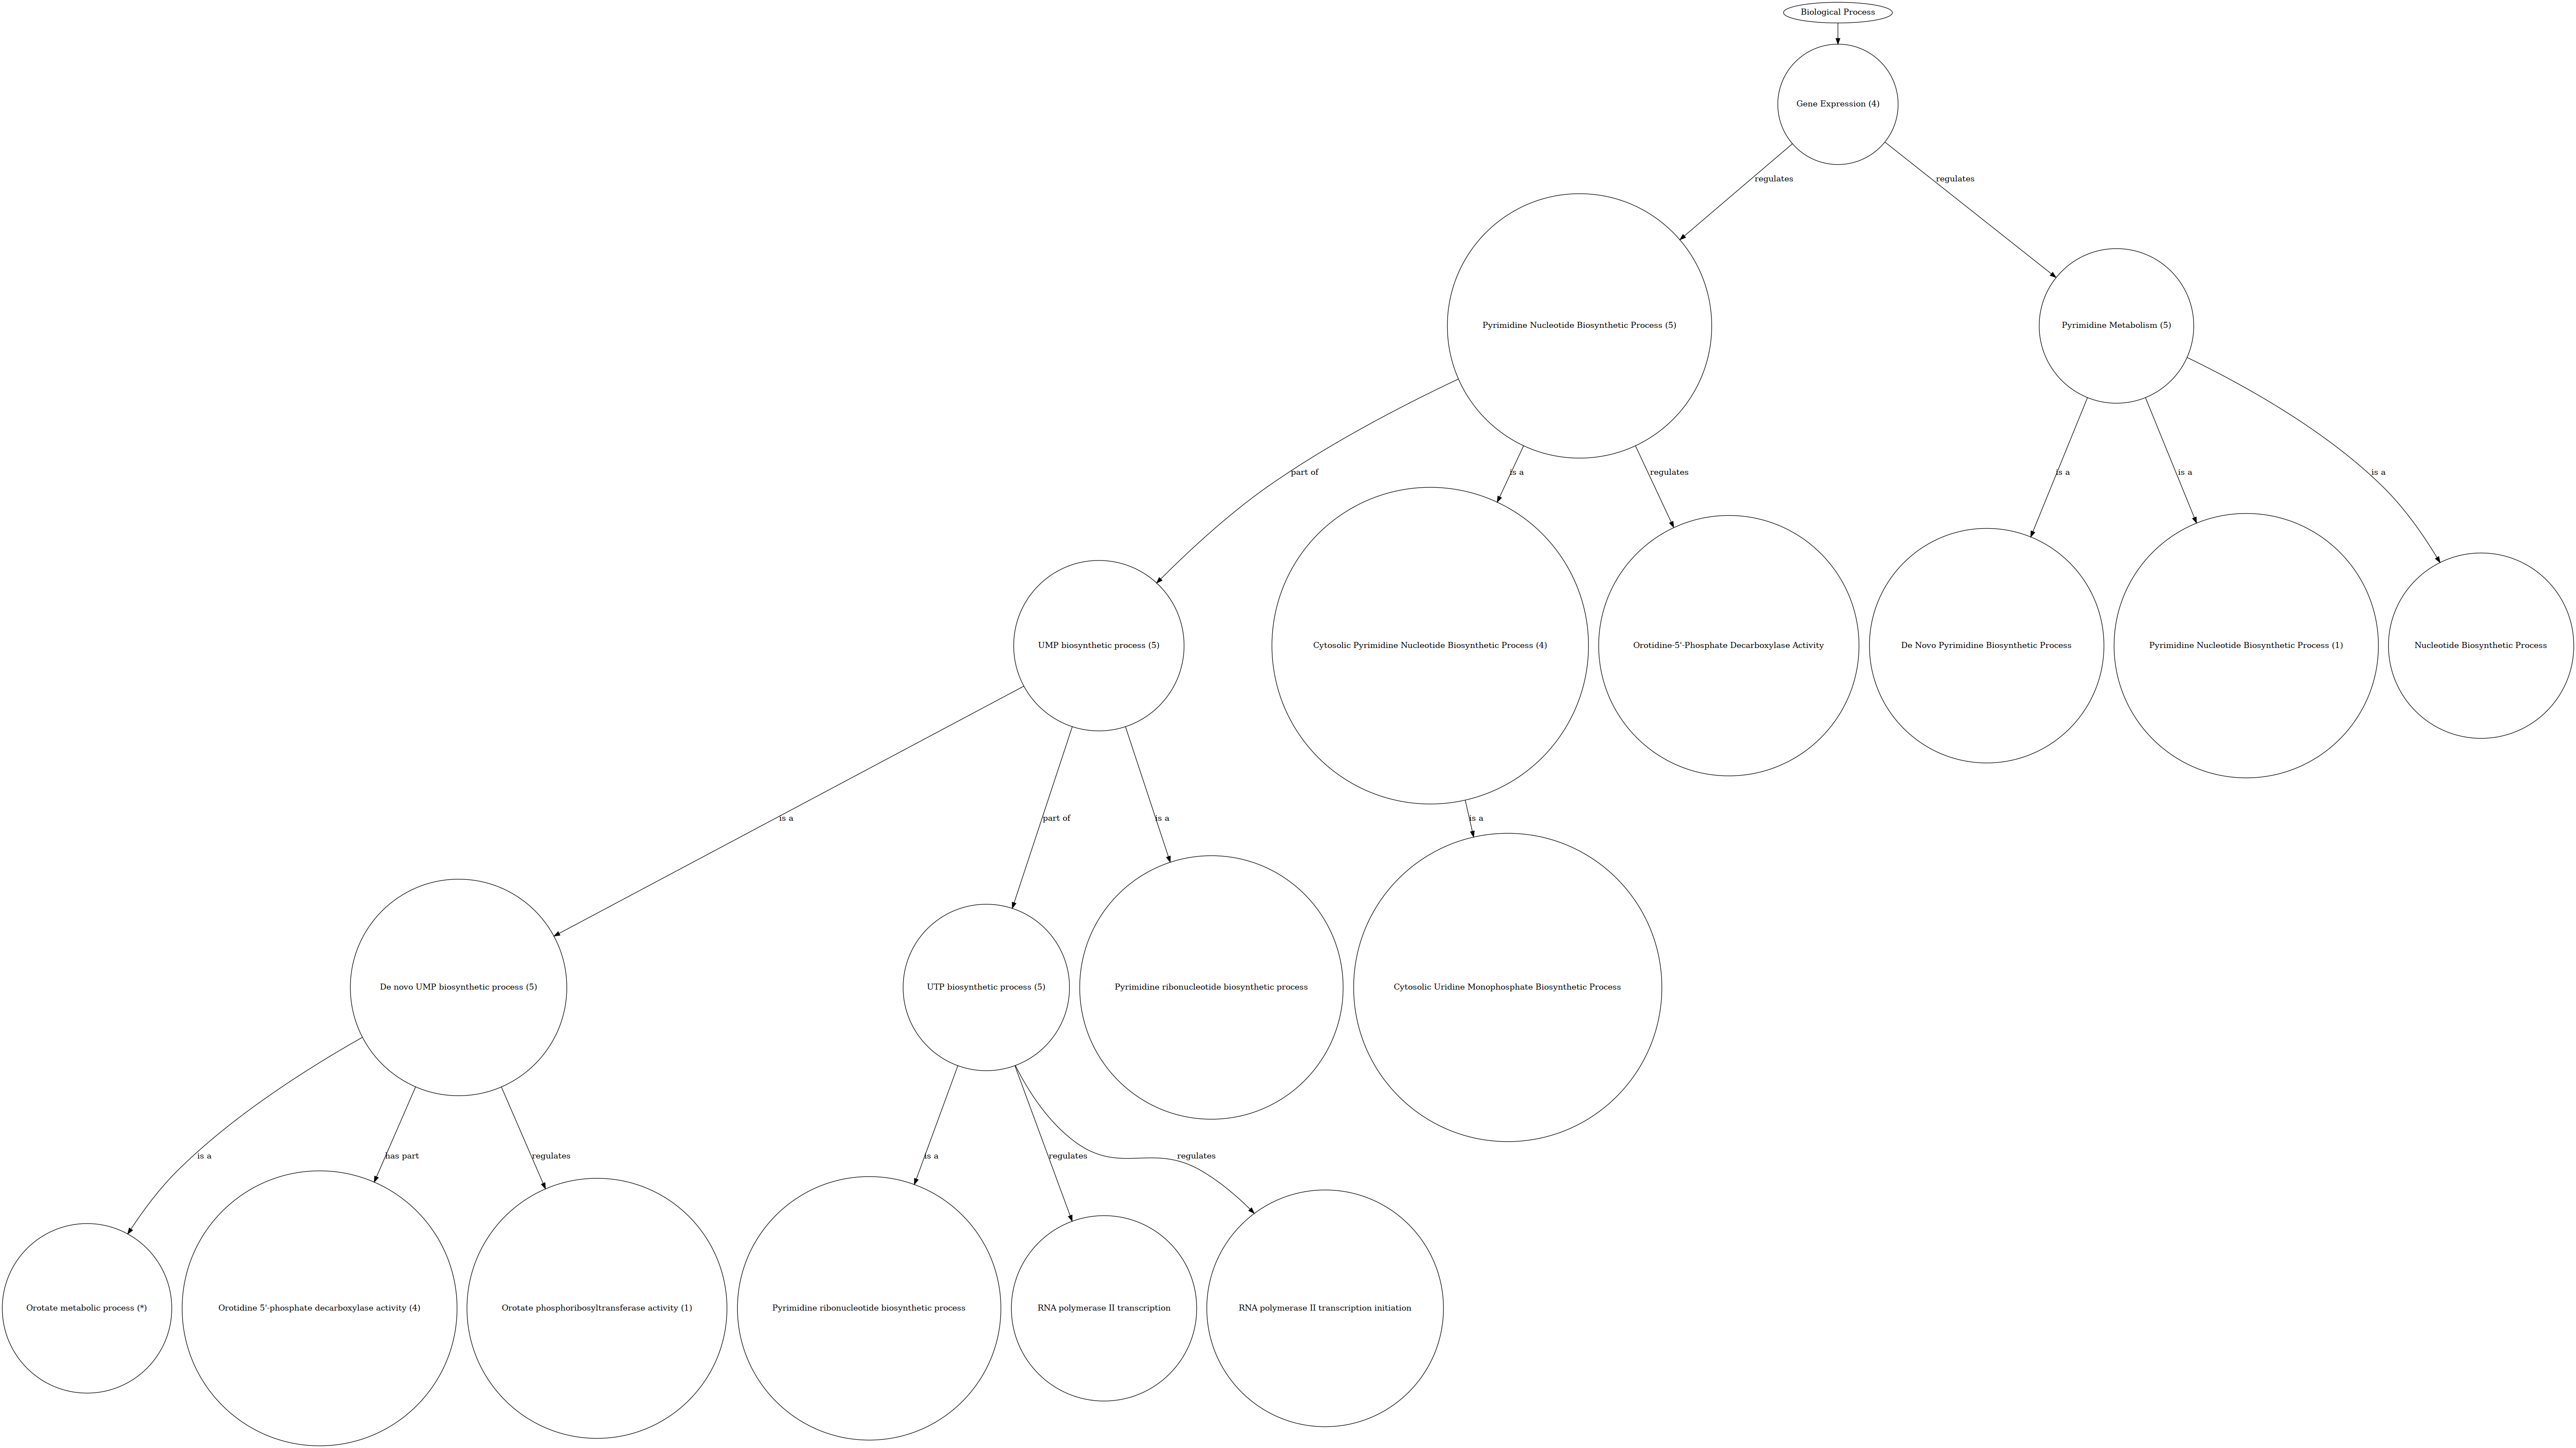 Biological Process
Gene Expression (4)
regulates
regulates
Pyrimidine Nucleotide Biosynthetic Process (5)
Pyrimidine Metabolism (5)
part of
is a
regulates
is a
is a
is a
UMP biosynthetic process (5)
Cytosolic Pyrimidine Nucleotide Biosynthetic Process (4)
Orotidine-5'-Phosphate Decarboxylase Activity
De Novo Pyrimidine Biosynthetic Process
Pyrimidine Nucleotide Biosynthetic Process (1)
Nucleotide Biosynthetic Process
is a
part of
is a
is a
De novo UMP biosynthetic process (5)
UTP biosynthetic process (5)
Pyrimidine ribonucleotide biosynthetic process
Cytosolic Uridine Monophosphate Biosynthetic Process
is a
has part
regulates
is a
regulates
regulates
Orotate metabolic process (*)
Orotidine 5'-phosphate decarboxylase activity (4)
Orotate phosphoribosyltransferase activity (1)
Pyrimidine ribonucleotide biosynthetic process
RNA polymerase II transcription
RNA polymerase II transcription initiation